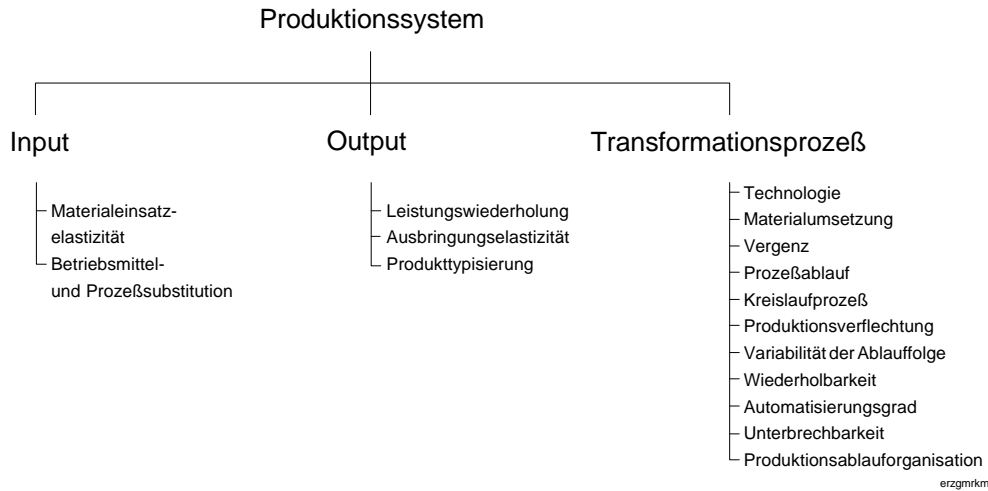 Produktionssystem
Input
Materialeinsatz-
elastizität
Betriebsmittel-
und Prozeßsubstitution
Output
Leistungswiederholung
Ausbringungselastizität
Produkttypisierung
Transformationsprozeß
Technologie
Materialumsetzung
Vergenz
Prozeßablauf
Kreislaufprozeß
Produktionsverflechtung
Variabilität der Ablauffolge
Wiederholbarkeit
Automatisierungsgrad
Unterbrechbarkeit
Produktionsablauforganisation
erzgmrkm